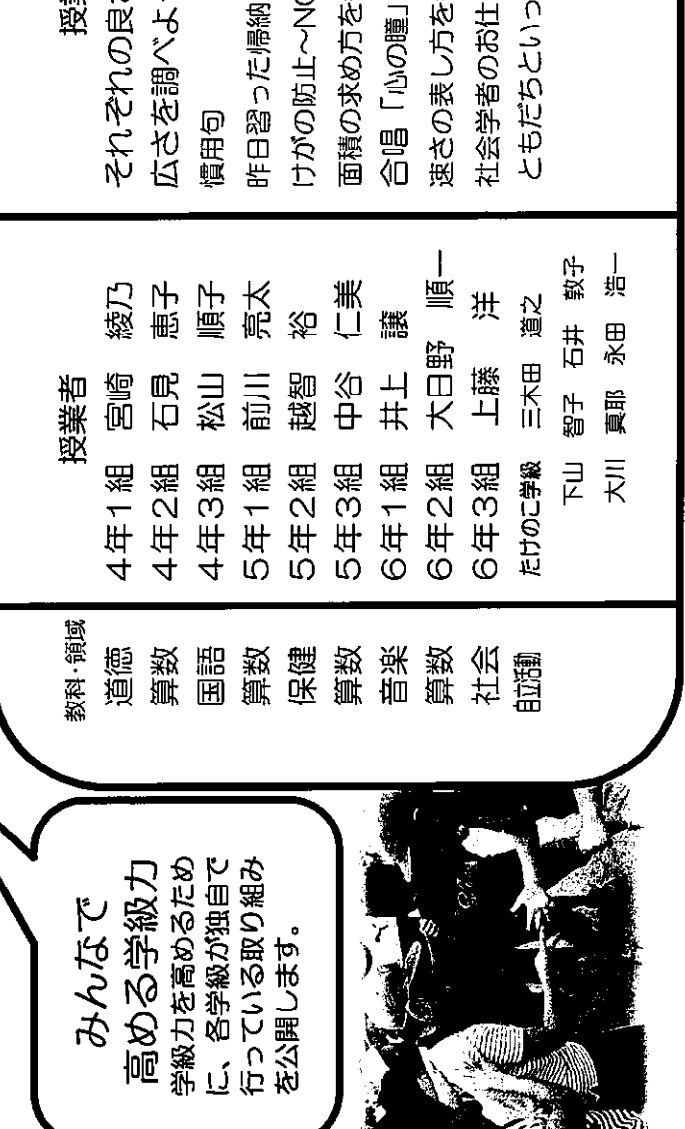 みんなで
高める学級力
学級力を高めるため
に、各学級が独自で
行っている取り組み
を公開します。
教科・領域 授業者 授業
道徳 4年1組 宮崎 綾乃 それぞれの良さ
算数 4年2組 石見 恵子 広さを調べよ
国語 4年3組 松山 順子 慣用句
算数 5年1組 前川 亮太 昨日習った帰納
保健 5年2組 越智 裕 けがの防止～NO
算数 5年3組 中谷 仁美 面積の求め方を
音楽 6年1組 井上 譲 合唱「心の瞳」
算数 6年2組 大日野 順一 速さの表し方を
社会 6年3組 上藤 洋 社会学者のお仕
自立活動 たけのこ学級 三木田 道之 ともだちといっ
下山 智子 石井 敦子
大川 真耶 永田 浩一